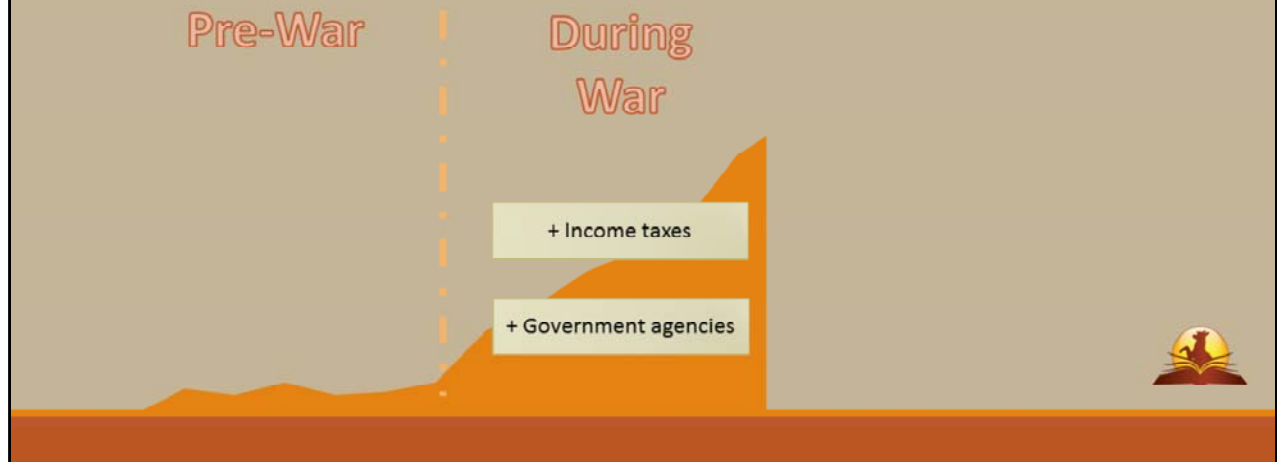 Pre-War
During
War
+ Income taxes
+ Government agencies